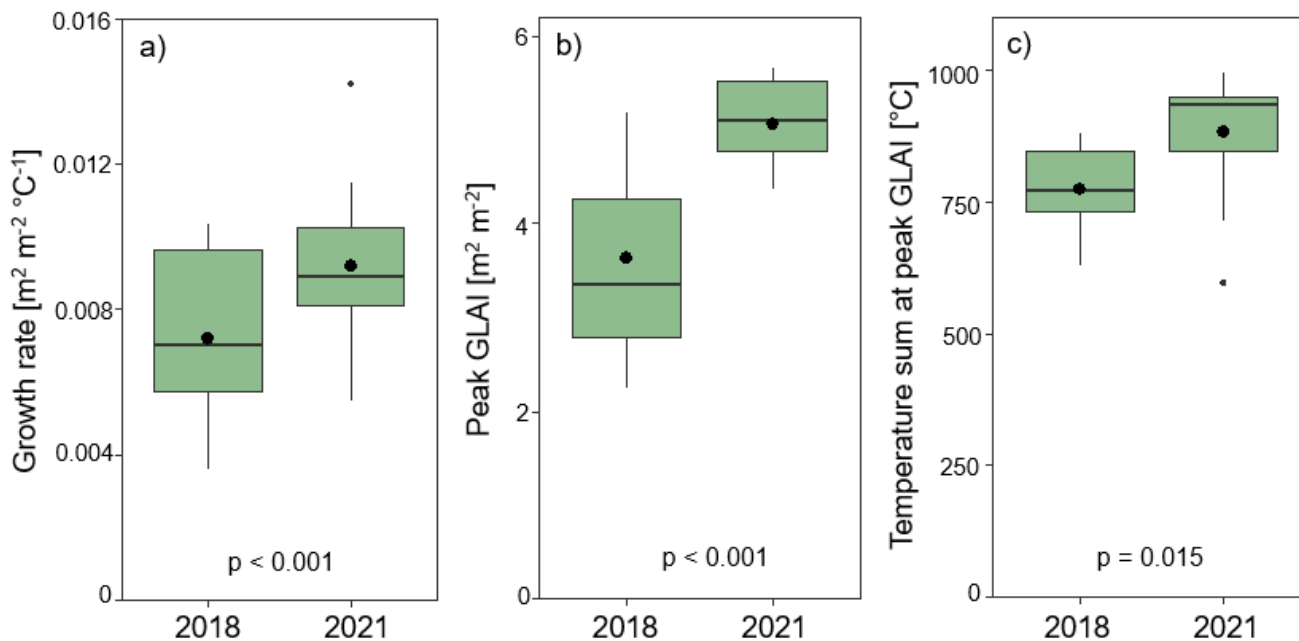 a)
Growth rate [m² m⁻² °C⁻¹]
0.016
0.012
0.008
0.004
0
p < 0.001
2018 2021
b)
Peak GLAI [m² m⁻²]
6
4
2
0
p < 0.001
2018 2021
c)
Temperature sum at peak GLAI [°C]
1000
750
500
250
0
p = 0.015
2018 2021